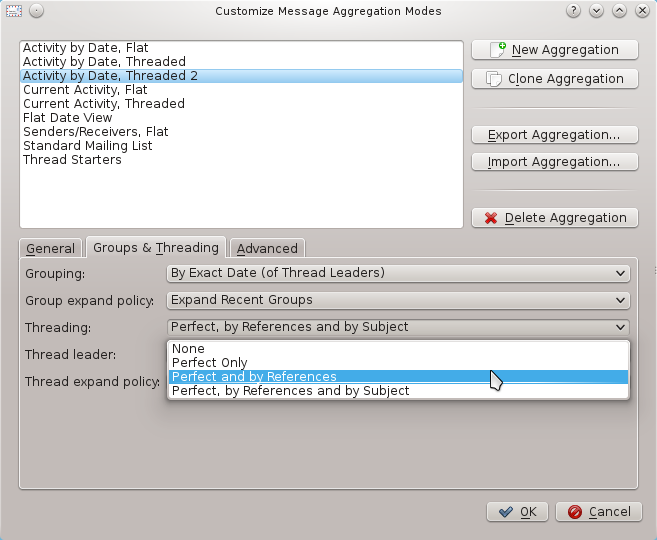 Customize Message Aggregation Modes
Activity by Date, Flat
Activity by Date, Threaded
Activity by Date, Threaded 2
Current Activity, Flat
Current Activity, Threaded
Flat Date View
Senders/Receivers, Flat
Standard Mailing List
Thread Starters
New Aggregation
Clone Aggregation
Export Aggregation...
Import Aggregation...
Delete Aggregation
General
Groups & Threading
Advanced
Grouping:
By Exact Date (of Thread Leaders)
Group expand policy:
Expand Recent Groups
Threading:
Perfect, by References and by Subject
Thread leader:
None
Perfect Only
Perfect and by References
Thread expand policy:
Perfect, by References and by Subject
OK
Cancel